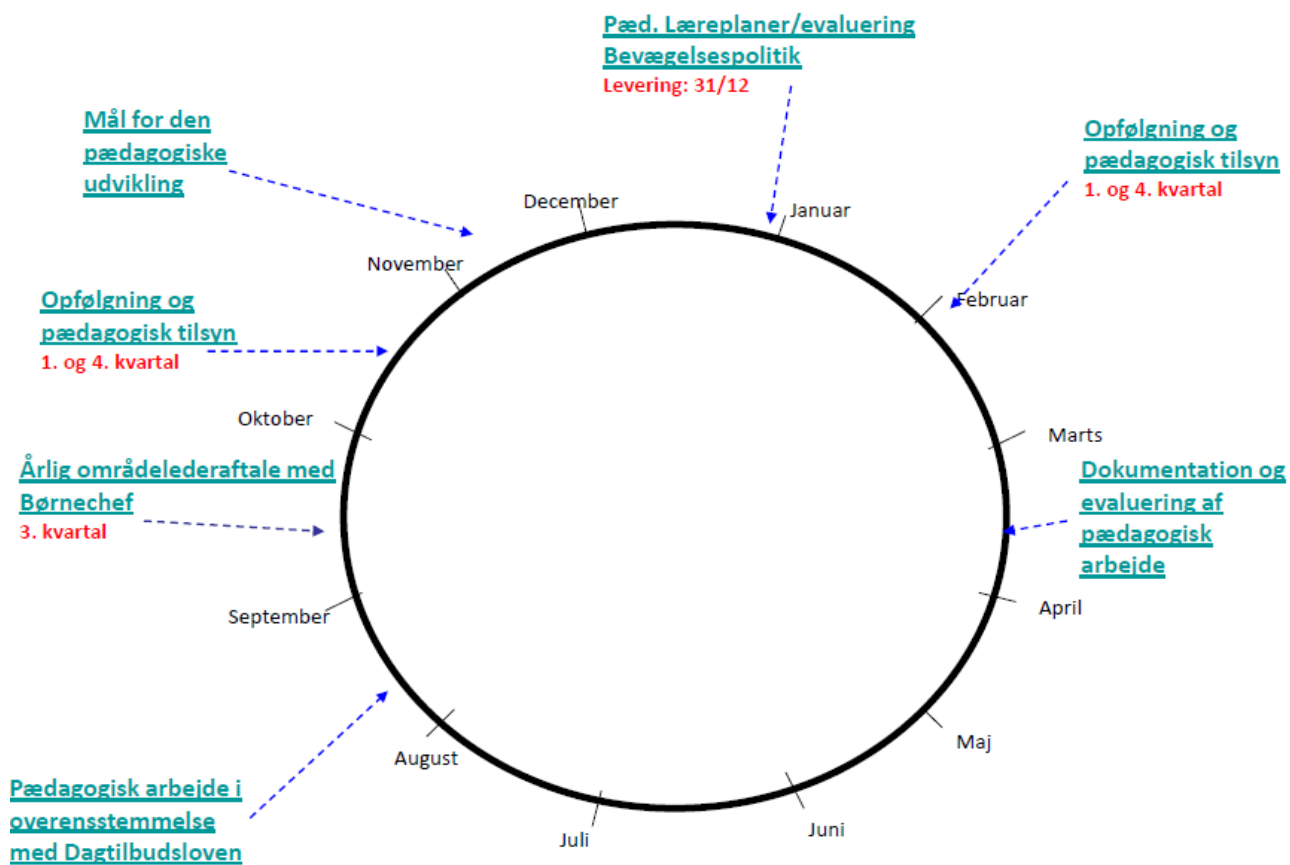 Pæd. Læreplaner/evaluering
Bevægelsespolitik
Levering: 31/12
Mål for den
pædagogiske
udvikling
Opfølgning og
pædagogisk tilsyn
1. og 4. kvartal
December
Januar
November
Februar
Opfølgning og
pædagogisk tilsyn
1. og 4. kvartal
Oktober
Marts
Årlig områdelederaftale med
Børnechef
3. kvartal
Dokumentation og
evaluering af
pædagogisk
arbejde
September
April
Maj
August
Pædagogisk arbejde i
overensstemmelse
med Dagtilbudsloven
Juli
Juni